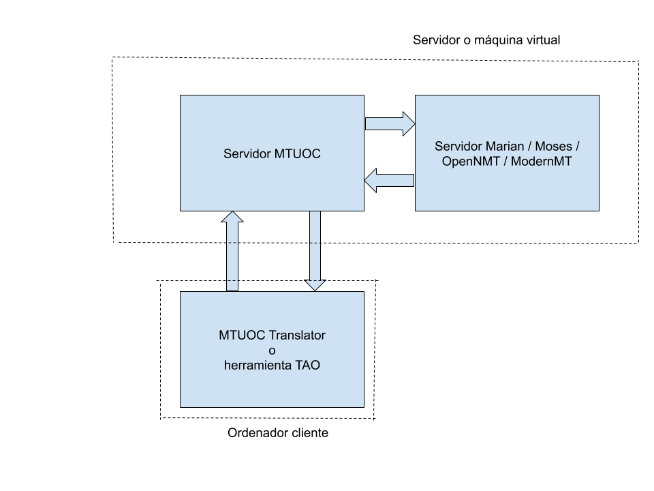 Servidor o máquina virtual
Servidor MTUOC
Servidor Marian / Moses /
OpenNMT / ModernMT
MTUOC Translator
o
herramienta TAO
Ordenador cliente